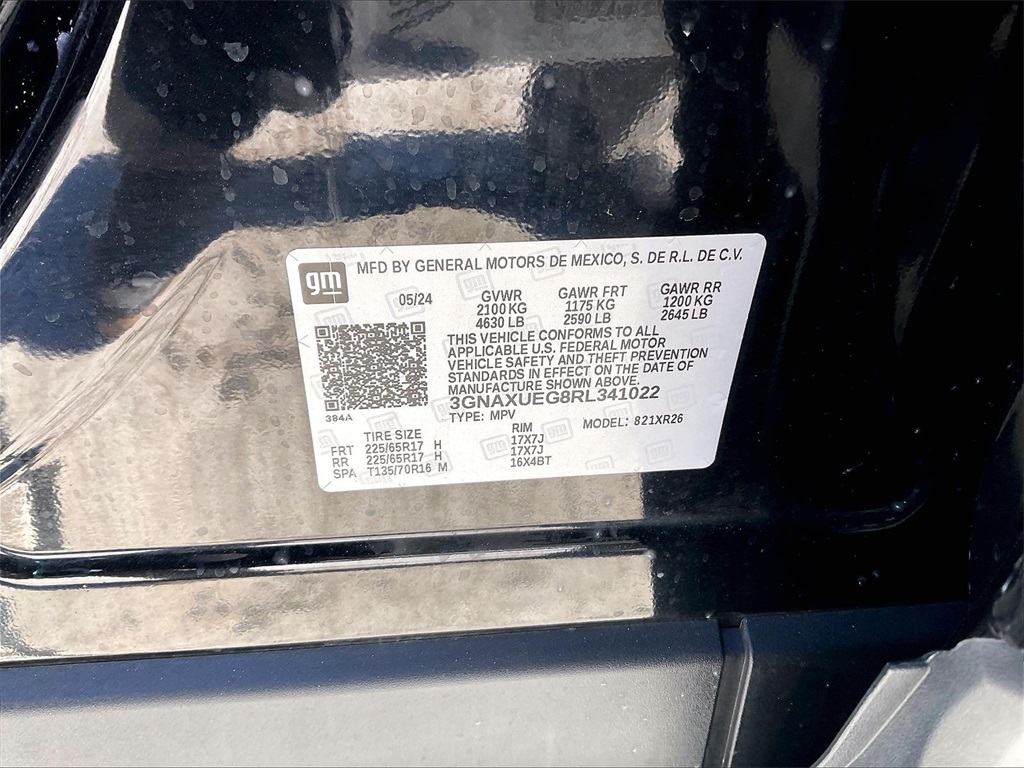 gm MFD BY GENERAL MOTORS DE MEXICO, S. DE R.L. DE C.V.
05/24 GVWR GAWR FRT GAWR RR
2100 KG 1175 KG 1200 KG
4630 LB 2590 LB 2645 LB
THIS VEHICLE CONFORMS TO ALL
APPLICABLE U.S. FEDERAL MOTOR
VEHICLE SAFETY AND THEFT PREVENTION
STANDARDS IN EFFECT ON THE DATE OF
MANUFACTURE SHOWN ABOVE.
3GNAXUEG8RL341022
384A TYPE: MPV MODEL: 821XR26
TIRE SIZE RIM
FRT 225/65R17 H 17X7J
RR 225/65R17 H 17X7J
SPA T135/70R16 M 16X4BT